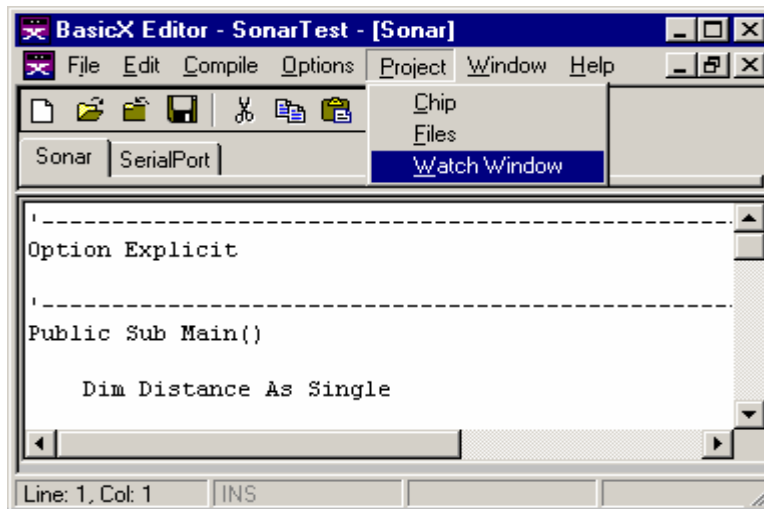 BasicX Editor - SonarTest - [Sonar]
File Edit Compile Options Project Window Help
Chip
Files
Watch Window
Sonar SerialPort
'--------------------------------------------------
Option Explicit
'--------------------------------------------------
Public Sub Main()
Dim Distance As Single
Line: 1, Col: 1 INS